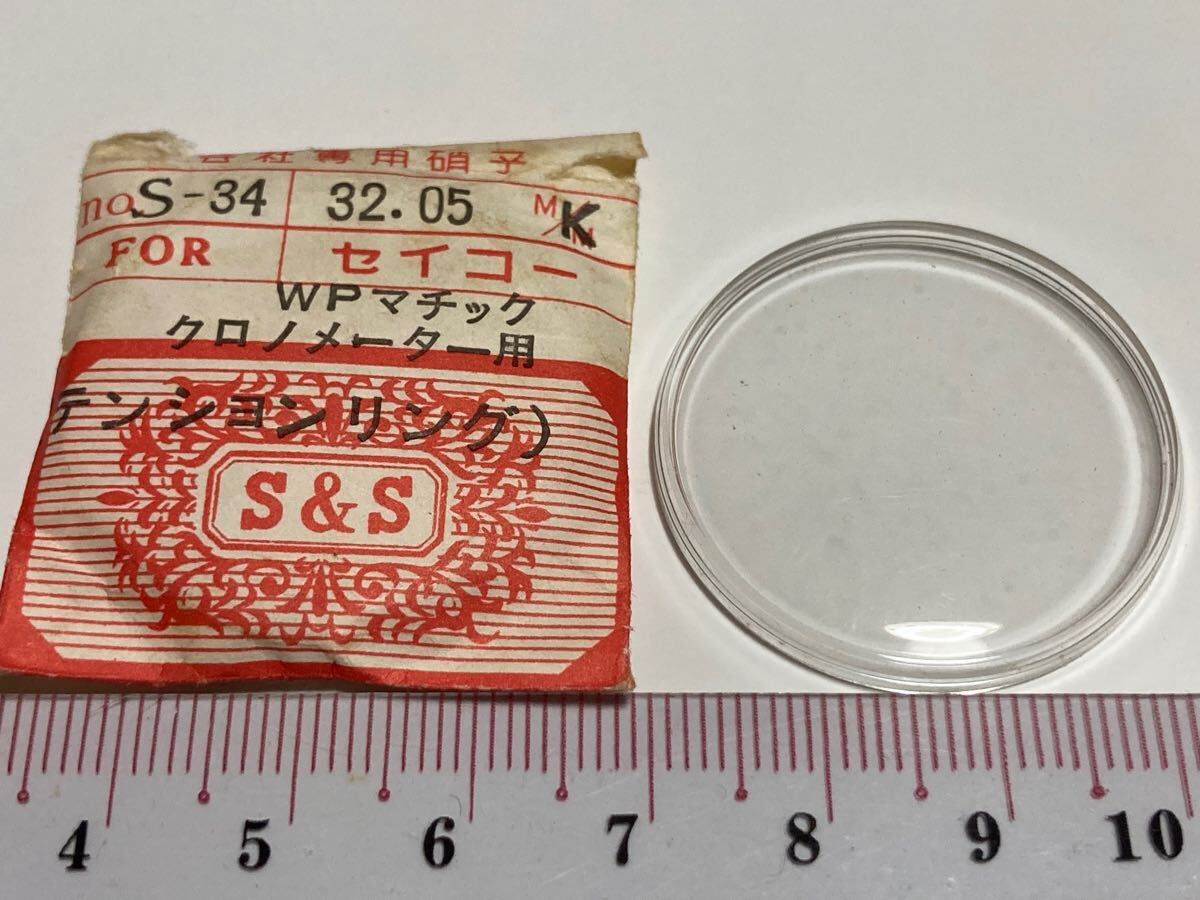 各社専用硝子
no. S-34 32.05 M/M K
FOR セイコー
WPマチック
クロノメーター用
テンションリング)
S&S
4 5 6 7 8 9 10